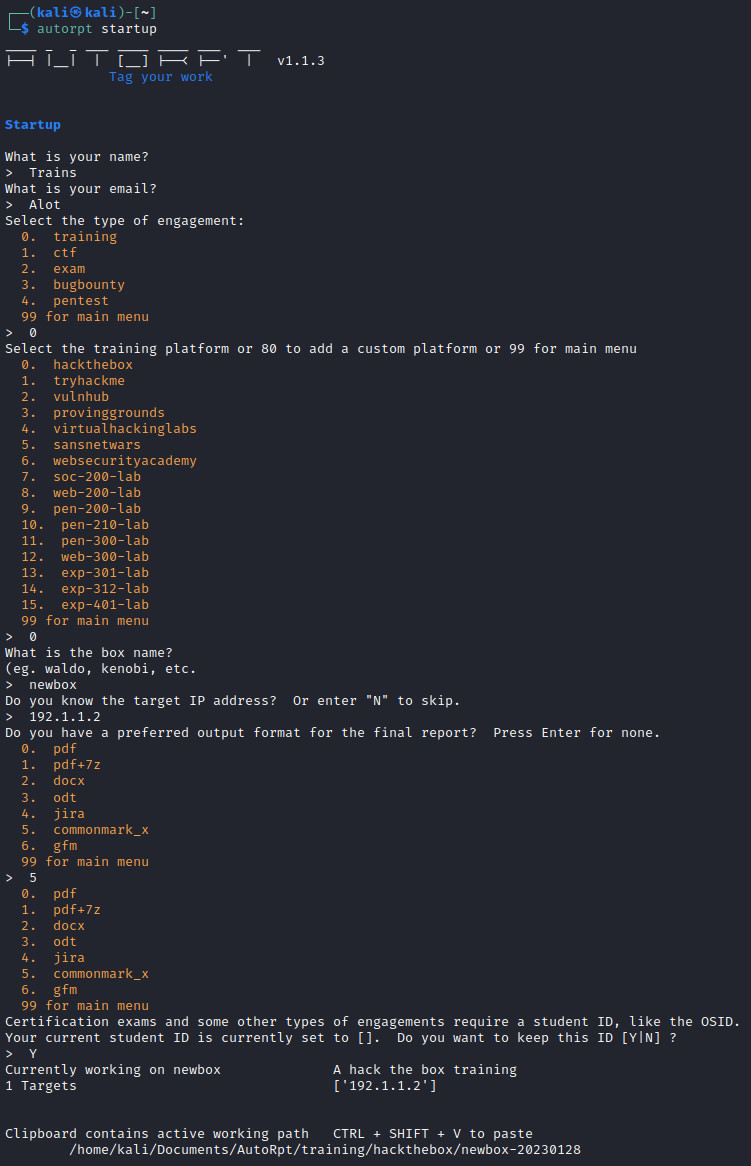 ┌──(kali㉿kali)-[~]
└─$ autorpt startup
v1.1.3
Tag your work
Startup
What is your name?
>  Trains
What is your email?
>  Alot
Select the type of engagement:
  0.  training
  1.  ctf
  2.  exam
  3.  bugbounty
  4.  pentest
  99 for main menu
>  0
Select the training platform or 80 to add a custom platform or 99 for main menu
  0.  hackthebox
  1.  tryhackme
  2.  vulnhub
  3.  provinggrounds
  4.  virtualhackinglabs
  5.  sansnetwars
  6.  websecurityacademy
  7.  soc-200-lab
  8.  web-200-lab
  9.  pen-200-lab
  10.  pen-210-lab
  11.  pen-300-lab
  12.  web-300-lab
  13.  exp-301-lab
  14.  exp-312-lab
  15.  exp-401-lab
  99 for main menu
>  0
What is the box name?
(eg. waldo, kenobi, etc.
>  newbox
Do you know the target IP address?  Or enter "N" to skip.
>  192.1.1.2
Do you have a preferred output format for the final report?  Press Enter for none.
  0.  pdf
  1.  pdf+7z
  2.  docx
  3.  odt
  4.  jira
  5.  commonmark_x
  6.  gfm
  99 for main menu
>  5
  0.  pdf
  1.  pdf+7z
  2.  docx
  3.  odt
  4.  jira
  5.  commonmark_x
  6.  gfm
  99 for main menu
Certification exams and some other types of engagements require a student ID, like the OSID.
Your current student ID is currently set to [].  Do you want to keep this ID [Y|N] ?
>  Y
Currently working on newbox              A hack the box training
1 Targets                                ['192.1.1.2']
Clipboard contains active working path   CTRL + SHIFT + V to paste
        /home/kali/Documents/AutoRpt/training/hackthebox/newbox-20230128